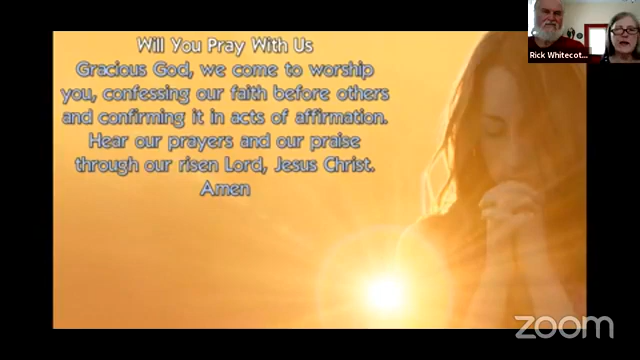 Will You Pray With Us
Gracious God, we come to worship
you, confessing our faith before others
and confirming it in acts of affirmation.
Hear our prayers and our praise
through our risen Lord, Jesus Christ.
Amen
Rick Whitecot...
zoom